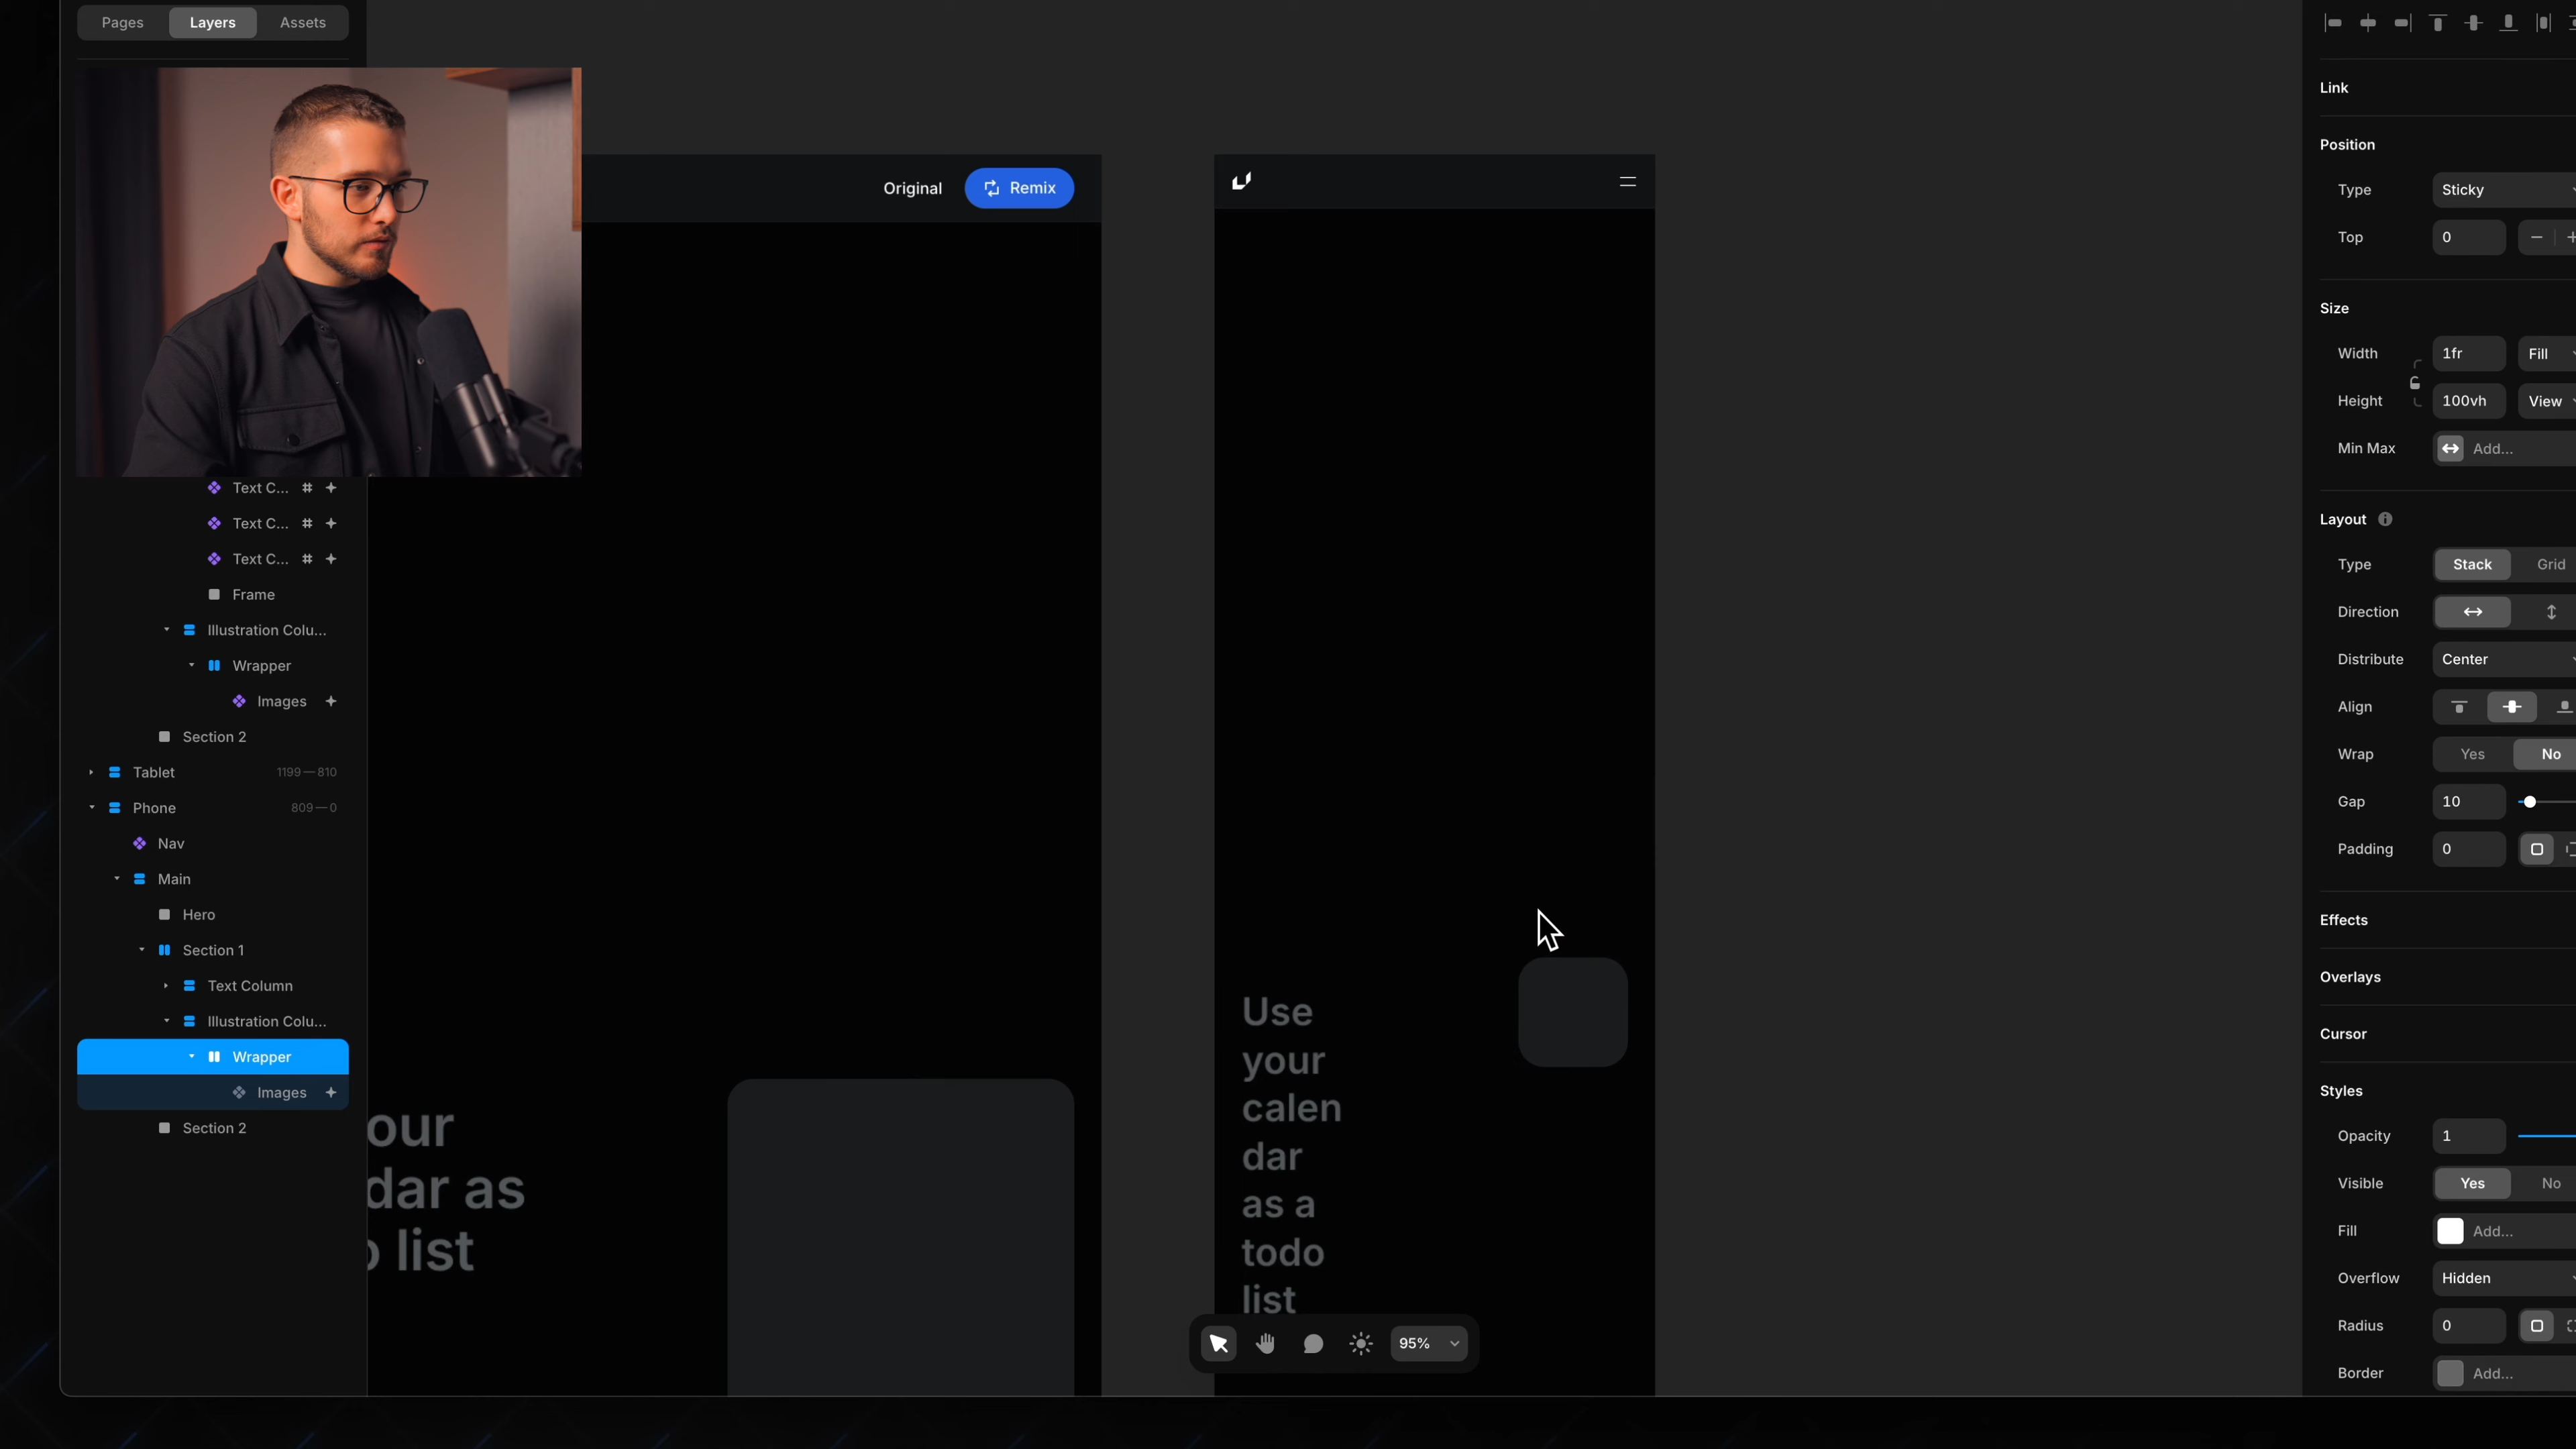 Pages Layers Assets
Text C...
Text C...
Text C...
Frame
Illustration Colu...
Wrapper
Images
Section 2
Tablet 1199—810
Phone 809—0
Nav
Main
Hero
Section 1
Text Column
Illustration Colu...
Wrapper
Images
Section 2
Original Remix
our
dar as
list
Use
your
calen
dar
as a
todo
list
95%
Link
Position
Type Sticky
Top 0
Size
Width 1fr Fill
Height 100vh View
Min Max Add...
Layout
Type Stack Grid
Direction
Distribute Center
Align
Wrap Yes No
Gap 10
Padding 0
Effects
Overlays
Cursor
Styles
Opacity 1
Visible Yes No
Fill Add...
Overflow Hidden
Radius 0
Border Add...